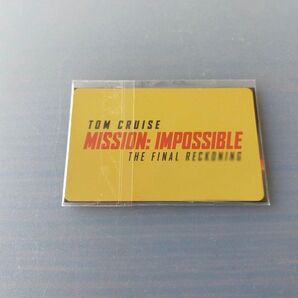 TOM CRUISE
MISSION: IMPOSSIBLE
THE FINAL RECKONING